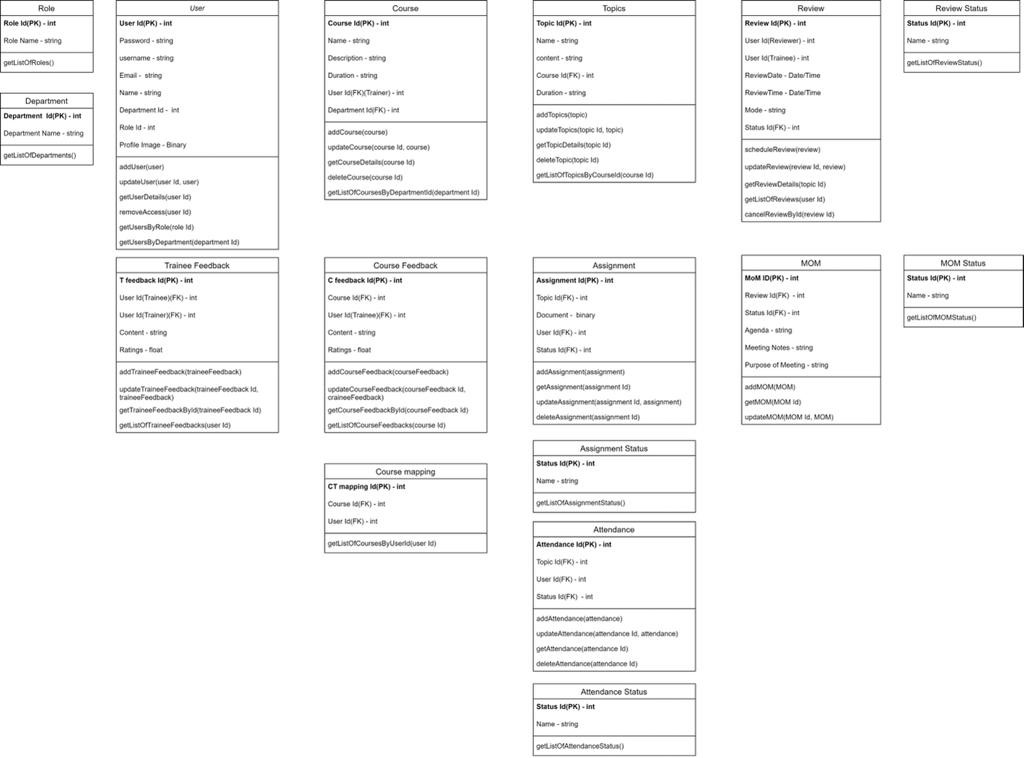 Role
Role Id(PK) - int
Role Name - string
getListOfRoles()
Department
Department Id(PK) - int
Department Name - string
getListOfDepartments()
User
User Id(PK) - int
Password - string
username - string
Email - string
Name - string
Department Id - int
Role Id - int
Profile Image - Binary
addUser(user)
updateUser(user Id, user)
getUserDetails(user Id)
removeAccess(user Id)
getUsersByRole(role Id)
getUsersByDepartment(department Id)
Course
Course Id(PK) - int
Name - string
Description - string
Duration - string
User Id(FK)(Trainer) - int
Department Id(FK) - int
addCourse(course)
updateCourse(course Id, course)
getCourseDetails(course Id)
deleteCourse(course Id)
getListOfCoursesByDepartmentId(department Id)
Topics
Topic Id(PK) - int
Name - string
content - string
Course Id(FK) - int
Duration - string
addTopics(topic)
updateTopics(topic Id, topic)
getTopicDetails(topic Id)
deleteTopic(topic Id)
getListOfTopicsByCourseId(course Id)
Review
Review Id(PK) - int
User Id(Reviewer) - int
User Id(Trainee) - int
ReviewDate - Date/Time
ReviewTime - Date/Time
Mode - string
Status Id(FK) - int
scheduleReview(review)
updateReview(review Id, review)
getReviewDetails(topic Id)
getListOfReviews(user Id)
cancelReviewById(review Id)
Review Status
Status Id(PK) - int
Name - string
getListOfReviewStatus()
Trainee Feedback
T feedback Id(PK) - int
User Id(Trainee)(FK) - int
User Id(Trainer)(FK) - int
Content - string
Ratings - float
addTraineeFeedback(traineeFeedback)
updateTraineeFeedback(traineeFeedback Id,
traineeFeedback)
getTraineeFeedbackById(traineeFeedback Id)
getListOfTraineeFeedbacks(user Id)
Course Feedback
C feedback Id(PK) - int
Course Id(FK) - int
User Id(Trainee)(FK) - int
Content - string
Ratings - float
addCourseFeedback(courseFeedback)
updateCourseFeedback(courseFeedback Id,
craineeFeedback)
getCourseFeedbackById(courseFeedback Id)
getListOfCourseFeedbacks(course Id)
Assignment
Assignment Id(PK) - int
Topic Id(FK) - int
Document - binary
User Id(FK) - int
Status Id(FK) - int
addAssignment(assignment)
getAssignment(assignment Id)
updateAssignment(assignment Id, assignment)
deleteAssignment(assignment Id)
MOM
MoM ID(PK) - int
Review Id(FK) - int
Status Id(FK) - int
Agenda - string
Meeting Notes - string
Purpose of Meeting - string
addMOM(MOM)
getMOM(MOM Id)
updateMOM(MOM Id, MOM)
MOM Status
Status Id(PK) - int
Name - string
getListOfMOMStatus()
Course mapping
CT mapping Id(PK) - int
Course Id(FK) - int
User Id(FK) - int
getListOfCoursesByUserId(user Id)
Assignment Status
Status Id(PK) - int
Name - string
getListOfAssignmentStatus()
Attendance
Attendance Id(PK) - int
Topic Id(FK) - int
User Id(FK) - int
Status Id(FK) - int
addAttendance(attendance)
updateAttendance(attendance Id, attendance)
getAttendance(attendance Id)
deleteAttendance(attendance Id)
Attendance Status
Status Id(PK) - int
Name - string
getListOfAttendanceStatus()